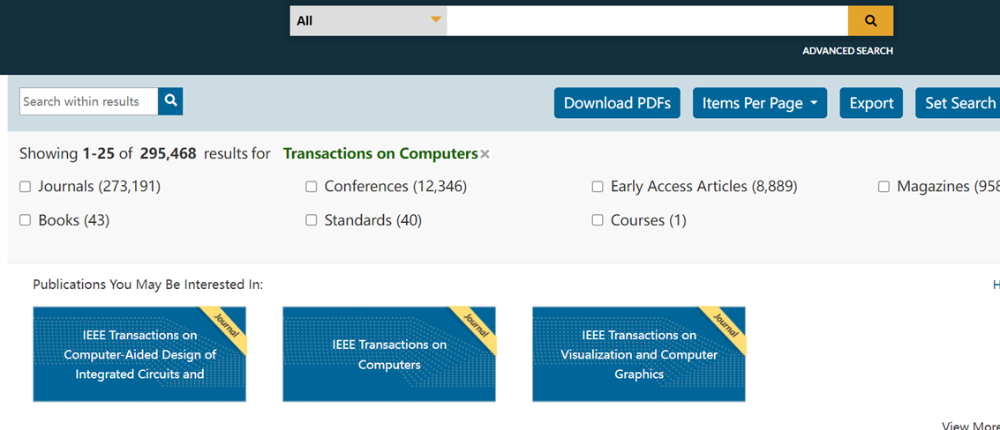 All
ADVANCED SEARCH
Search within results
Download PDFs
Items Per Page
Export
Set Search
Showing 1-25 of 295,468 results for Transactions on Computers
Journals (273,191)
Conferences (12,346)
Early Access Articles (8,889)
Magazines (958
Books (43)
Standards (40)
Courses (1)
Publications You May Be Interested In:
H
Journal
IEEE Transactions on
Computer-Aided Design of
Integrated Circuits and
Journal
IEEE Transactions on
Computers
Journal
IEEE Transactions on
Visualization and Computer
Graphics
View More